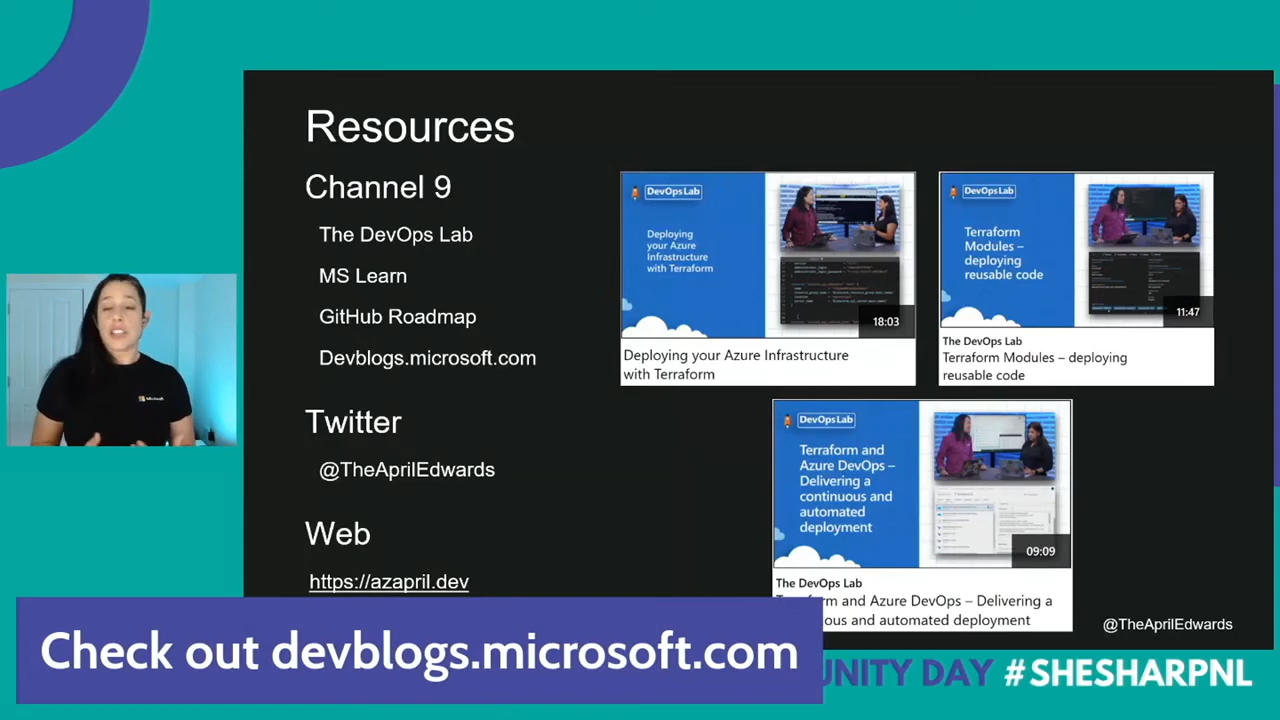 Resources
Channel 9
The DevOps Lab
MS Learn
GitHub Roadmap
Devblogs.microsoft.com
Twitter
@TheAprilEdwards
Web
https://azapril.dev
DevOps Lab
Deploying
your Azure
Infrastructure
with Terraform
18:03
Deploying your Azure Infrastructure
with Terraform
DevOps Lab
Terraform
Modules –
deploying
reusable code
11:47
The DevOps Lab
Terraform Modules – deploying
reusable code
DevOps Lab
Terraform and
Azure DevOps –
Delivering a
continuous and
automated
deployment
09:09
The DevOps Lab
and Azure DevOps – Delivering a
and automated deployment
@TheAprilEdwards
Microsoft
Check out devblogs.microsoft.com
DAY #SHESHARPNL